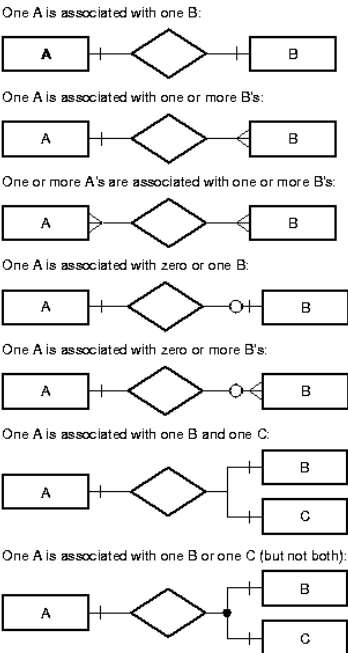 One A is associated with one B:
A B
One A is associated with one or more B's:
A B
One or more A's are associated with one or more B's:
A B
One A is associated with zero or one B:
A B
One A is associated with zero or more B's:
A B
One A is associated with one B and one C:
B
A
C
One A is associated with one B or one C (but not both):
B
A
C